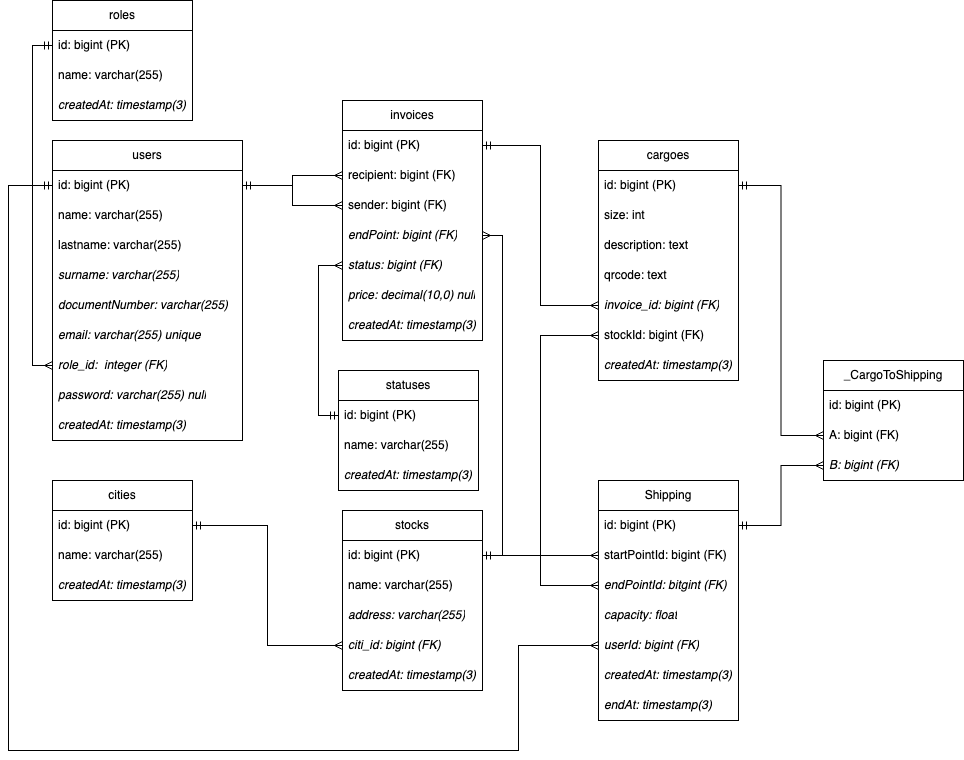 roles
id: bigint (PK)
name: varchar(255)
createdAt: timestamp(3)
users
id: bigint (PK)
name: varchar(255)
lastname: varchar(255)
surname: varchar(255)
documentNumber: varchar(255)
email: varchar(255) unique
role_id:  integer (FK)
password: varchar(255) null
createdAt: timestamp(3)
cities
id: bigint (PK)
name: varchar(255)
createdAt: timestamp(3)
invoices
id: bigint (PK)
recipient: bigint (FK)
sender: bigint (FK)
endPoint: bigint (FK)
status: bigint (FK)
price: decimal(10,0) null
createdAt: timestamp(3)
statuses
id: bigint (PK)
name: varchar(255)
createdAt: timestamp(3)
stocks
id: bigint (PK)
name: varchar(255)
address: varchar(255)
citi_id: bigint (FK)
createdAt: timestamp(3)
cargoes
id: bigint (PK)
size: int
description: text
qrcode: text
invoice_id: bigint (FK)
stockId: bigint (FK)
createdAt: timestamp(3)
Shipping
id: bigint (PK)
startPointId: bigint (FK)
endPointId: bitgint (FK)
capacity: float
userId: bigint (FK)
createdAt: timestamp(3)
endAt: timestamp(3)
_CargoToShipping
id: bigint (PK)
A: bigint (FK)
B: bigint (FK)